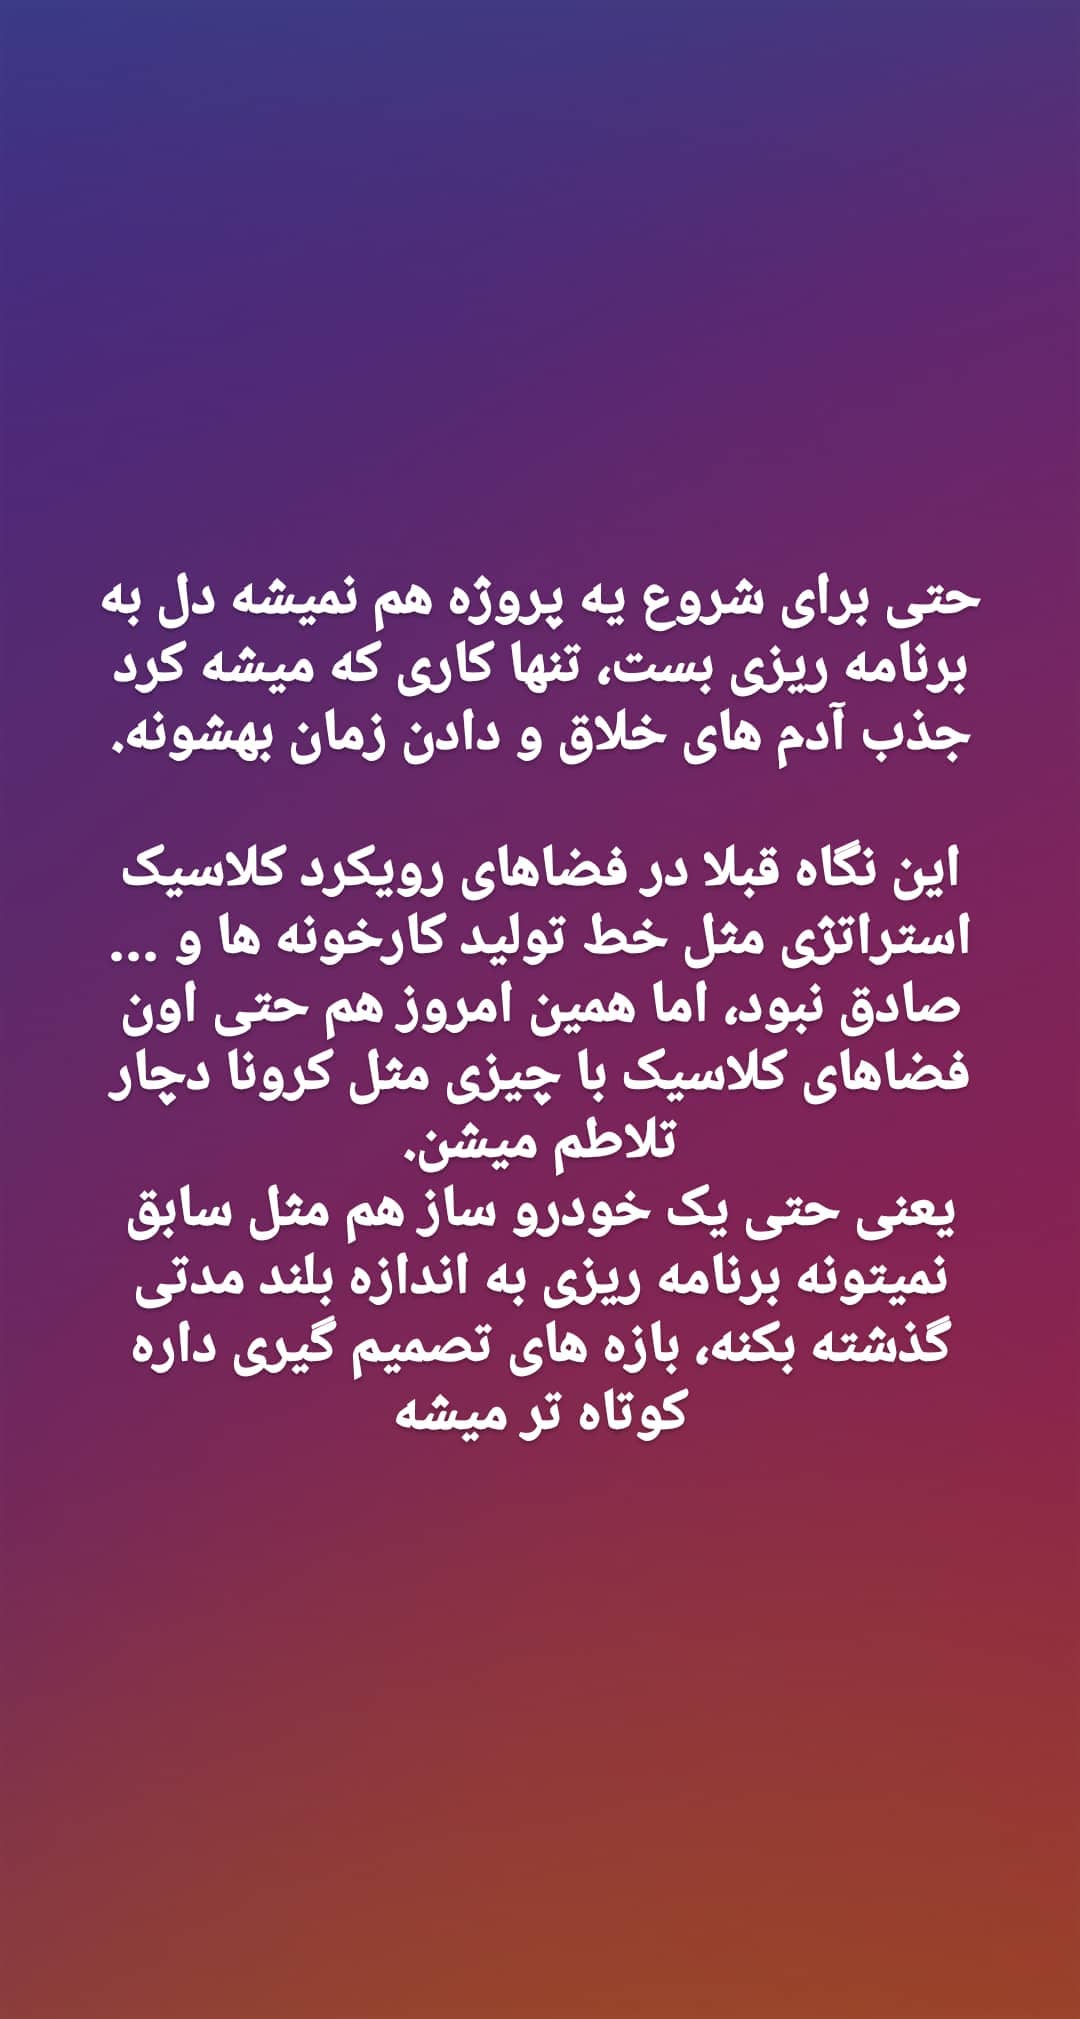 حتی برای شروع یه پروژه هم نمیشه دل به
برنامه ریزی بست، تنها کاری که میشه کرد
جذب آدم های خلاق و دادن زمان بهشونه.
این نگاه قبلا در فضاهای رویکرد کلاسیک
استراتژی مثل خط تولید کارخونه ها و ...
صادق نبود، اما همین امروز هم حتی اون
فضاهای کلاسیک با چیزی مثل کرونا دچار
تلاطم میشن.
یعنی حتی یک خودرو ساز هم مثل سابق
نمیتونه برنامه ریزی به اندازه بلند مدتی
گذشته بکنه، بازه های تصمیم گیری داره
کوتاه تر میشه